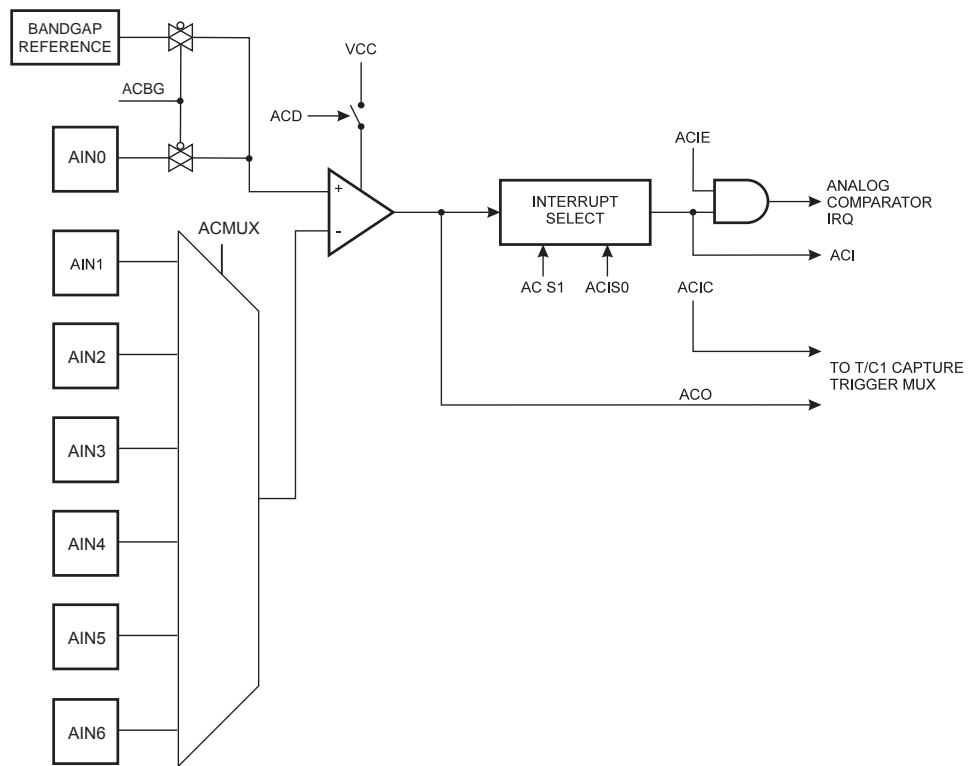 BANDGAP
REFERENCE
VCC
ACBG
ACD
AIN0
ACIE
+
-
INTERRUPT
SELECT
ANALOG
COMPARATOR
IRQ
ACMUX
AIN1
ACI
AC S1
ACIS0
ACIC
AIN2
TO T/C1 CAPTURE
TRIGGER MUX
ACO
AIN3
AIN4
AIN5
AIN6